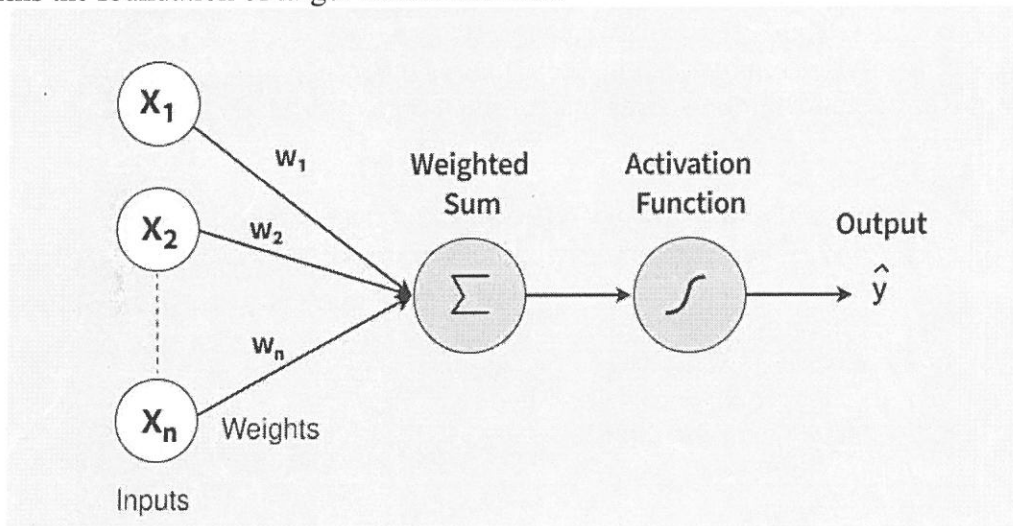 X₁
w₁
Weighted
Sum
Activation
Function
X₂
w₂
Output
Σ
∫
ŷ
wₙ
Xₙ
Weights
Inputs